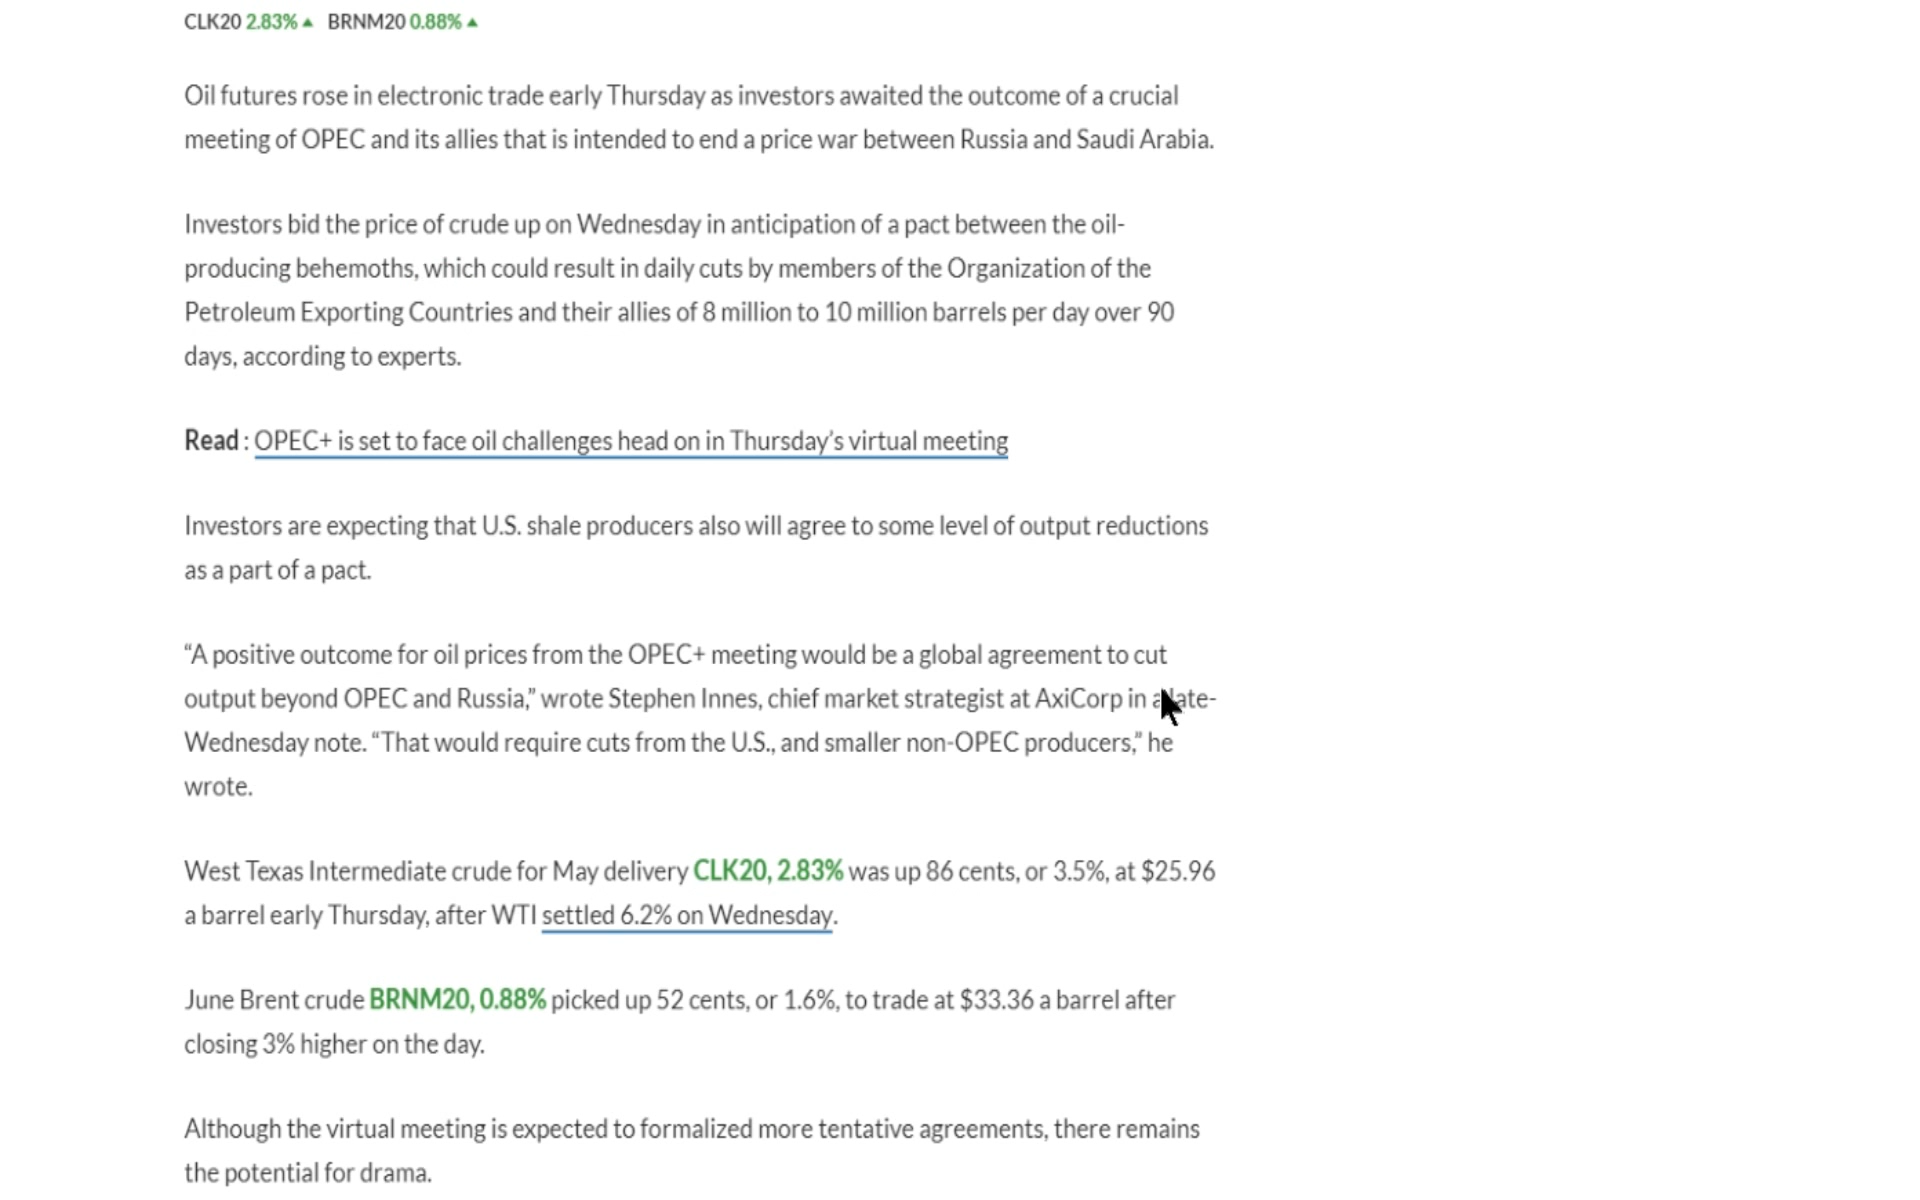 CLK20 2.83% ▲ BRNM20 0.88% ▲
Oil futures rose in electronic trade early Thursday as investors awaited the outcome of a crucial
meeting of OPEC and its allies that is intended to end a price war between Russia and Saudi Arabia.
Investors bid the price of crude up on Wednesday in anticipation of a pact between the oil-
producing behemoths, which could result in daily cuts by members of the Organization of the
Petroleum Exporting Countries and their allies of 8 million to 10 million barrels per day over 90
days, according to experts.
Read : OPEC+ is set to face oil challenges head on in Thursday’s virtual meeting
Investors are expecting that U.S. shale producers also will agree to some level of output reductions
as a part of a pact.
“A positive outcome for oil prices from the OPEC+ meeting would be a global agreement to cut
output beyond OPEC and Russia,” wrote Stephen Innes, chief market strategist at AxiCorp in a late-
Wednesday note. “That would require cuts from the U.S., and smaller non-OPEC producers,” he
wrote.
West Texas Intermediate crude for May delivery CLK20, 2.83% was up 86 cents, or 3.5%, at $25.96
a barrel early Thursday, after WTI settled 6.2% on Wednesday.
June Brent crude BRNM20, 0.88% picked up 52 cents, or 1.6%, to trade at $33.36 a barrel after
closing 3% higher on the day.
Although the virtual meeting is expected to formalized more tentative agreements, there remains
the potential for drama.